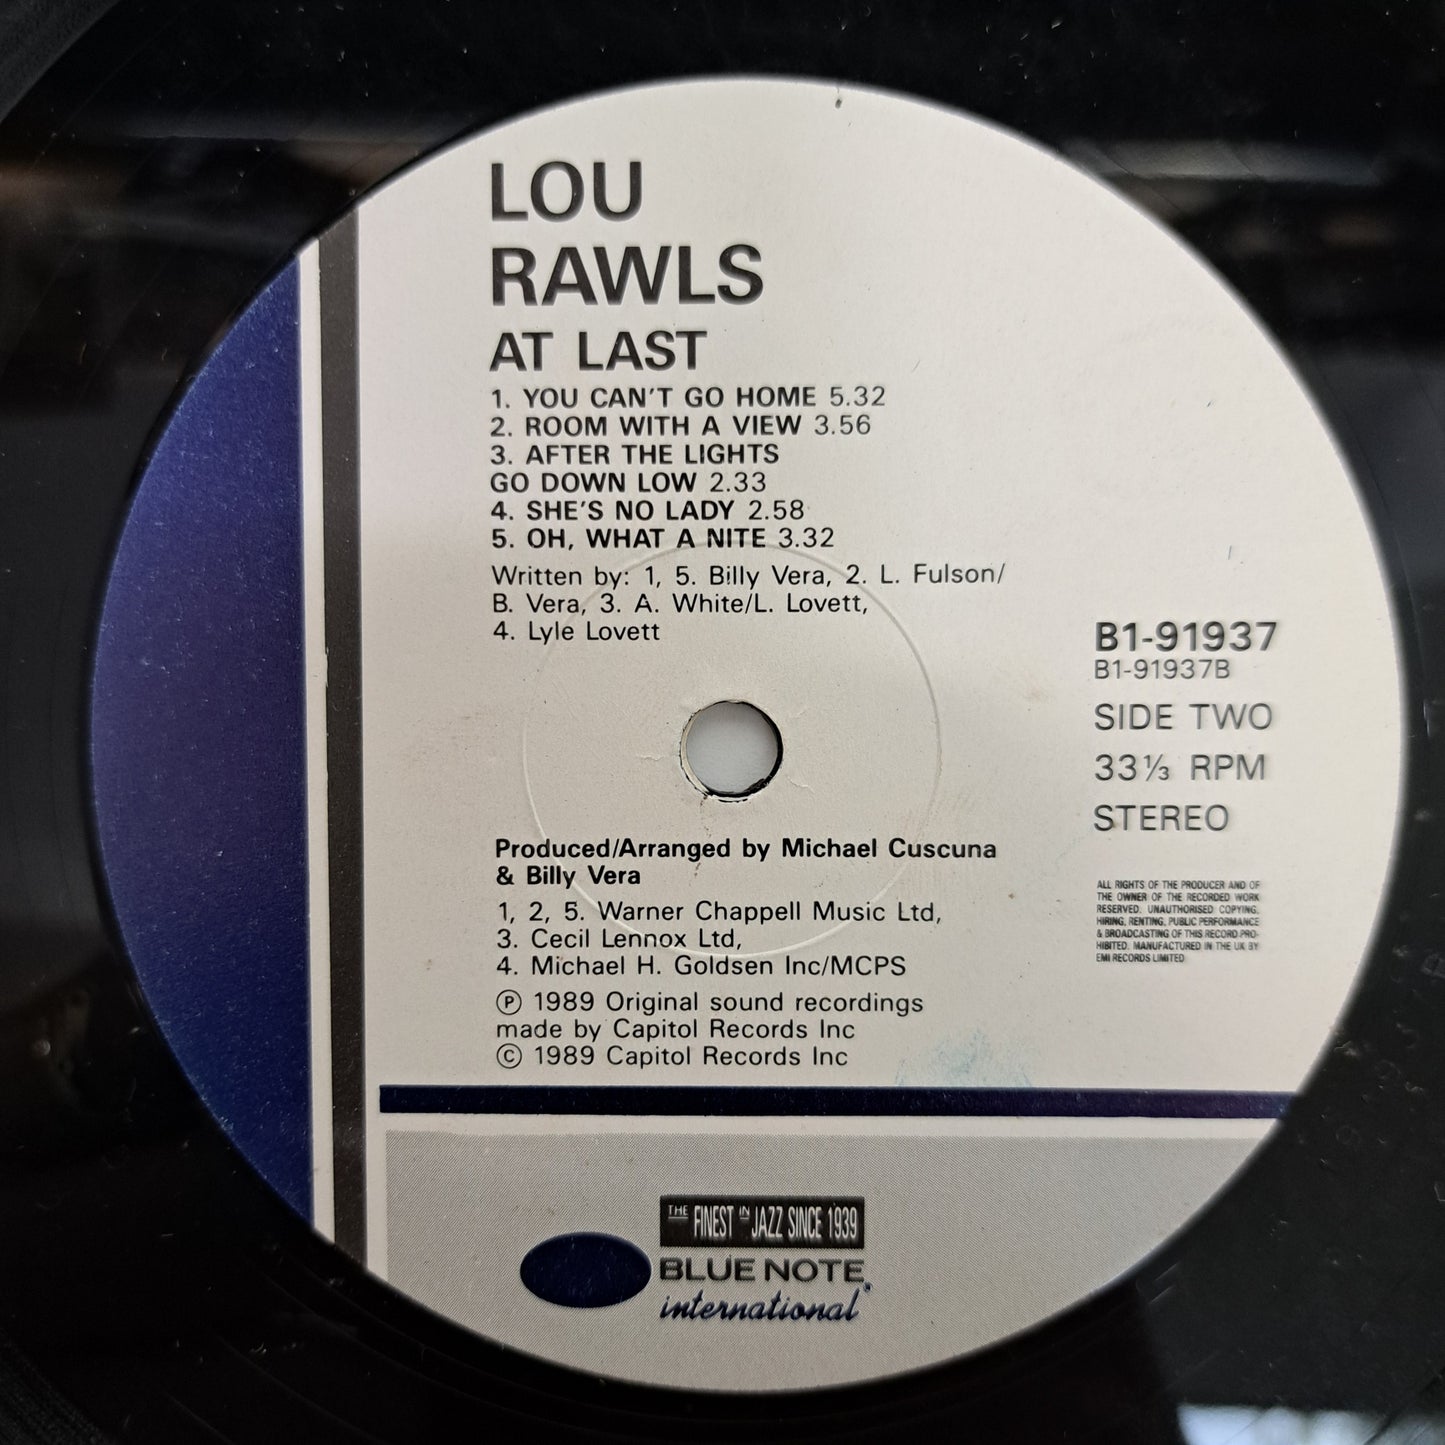 LOU
RAWLS
AT LAST
1. YOU CAN'T GO HOME 5.32
2. ROOM WITH A VIEW 3.56
3. AFTER THE LIGHTS
GO DOWN LOW 2.33
4. SHE'S NO LADY 2.58
5. OH, WHAT A NITE 3.32
Written by: 1, 5. Billy Vera, 2. L. Fulson/
B. Vera, 3. A. White/L. Lovett,
4. Lyle Lovett
B1-91937
B1-91937B
SIDE TWO
33⅓ RPM
STEREO
Produced/Arranged by Michael Cuscuna
& Billy Vera
1, 2, 5. Warner Chappell Music Ltd,
3. Cecil Lennox Ltd,
4. Michael H. Goldsen Inc/MCPS
℗ 1989 Original sound recordings
made by Capitol Records Inc
© 1989 Capitol Records Inc
ALL RIGHTS OF THE PRODUCER AND OF
THE OWNER OF THE RECORDED WORK
RESERVED. UNAUTHORISED COPYING,
HIRING, RENTING, PUBLIC PERFORMANCE
& BROADCASTING OF THIS RECORD PRO-
HIBITED. MANUFACTURED IN THE UK BY
EMI RECORDS LIMITED
THE FINEST IN JAZZ SINCE 1939
BLUE NOTE
international